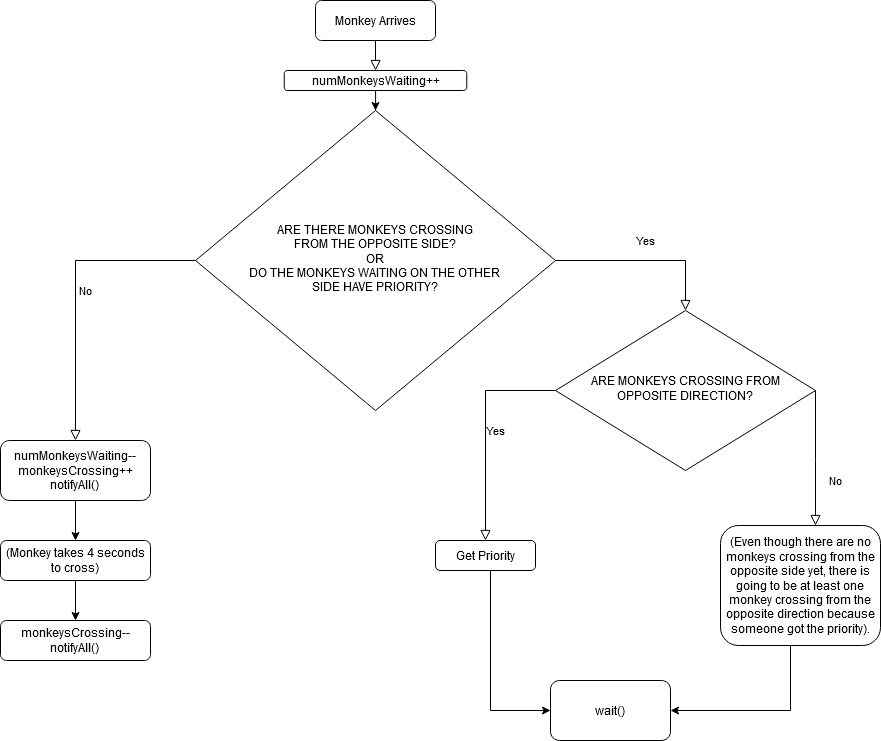 Monkey Arrives
numMonkeysWaiting++
ARE THERE MONKEYS CROSSING
FROM THE OPPOSITE SIDE?
OR
DO THE MONKEYS WAITING ON THE OTHER
SIDE HAVE PRIORITY?
Yes
No
ARE MONKEYS CROSSING FROM
OPPOSITE DIRECTION?
Yes
No
numMonkeysWaiting--
monkeysCrossing++
notifyAll()
(Monkey takes 4 seconds
to cross)
monkeysCrossing--
notifyAll()
Get Priority
(Even though there are no
monkeys crossing from the
opposite side yet, there is
going to be at least one
monkey crossing from the
opposite direction because
someone got the priority).
wait()